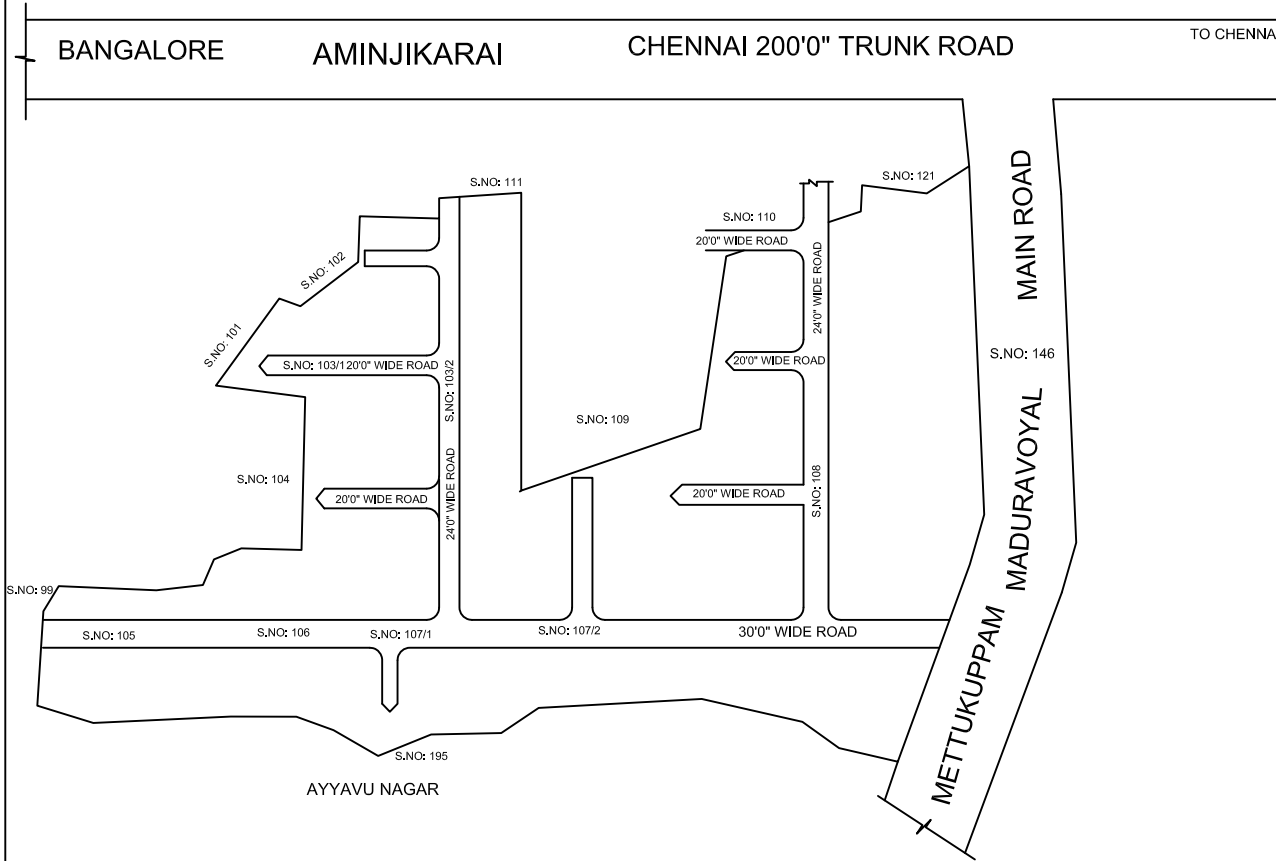 BANGALORE
AMINJIKARAI
CHENNAI 200'0" TRUNK ROAD
TO CHENNA
S.NO: 111
S.NO: 121
S.NO: 110
20'0" WIDE ROAD
S.NO: 102
24'0" WIDE ROAD
MAIN ROAD
S.NO: 101
S.NO: 103/1 20'0" WIDE ROAD
S.NO: 103/2
20'0" WIDE ROAD
S.NO: 146
S.NO: 109
MADURAVOYAL
S.NO: 104
20'0" WIDE ROAD
24'0" WIDE ROAD
20'0" WIDE ROAD
S.NO: 108
S.NO: 99
S.NO: 105
S.NO: 106
S.NO: 107/1
S.NO: 107/2
30'0" WIDE ROAD
METTUKUPPAM
S.NO: 195
AYYAVU NAGAR